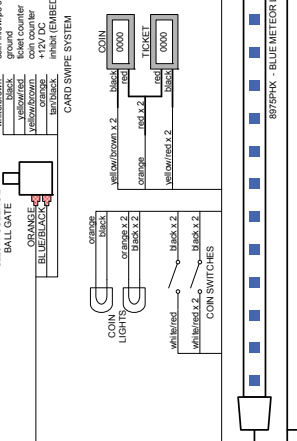 ground
black
ticket counter
yellow/red
coin counter
yellow/brown
+12V DC
orange
inhibit (EMBED
tan/black
CARD SWIPE SYSTEM
BALL GATE
ORANGE
BLUE/BLACK
COIN
0000
black
red
TICKET
0000
red
black
yellow/brown x 2
orange
red x 2
yellow/red x 2
orange
black
orange x 2
black x 2
COIN
LIGHTS
black x 2
black x 2
white/red
white/red x 2
COIN SWITCHES
8975PHX - BLUE METEOR